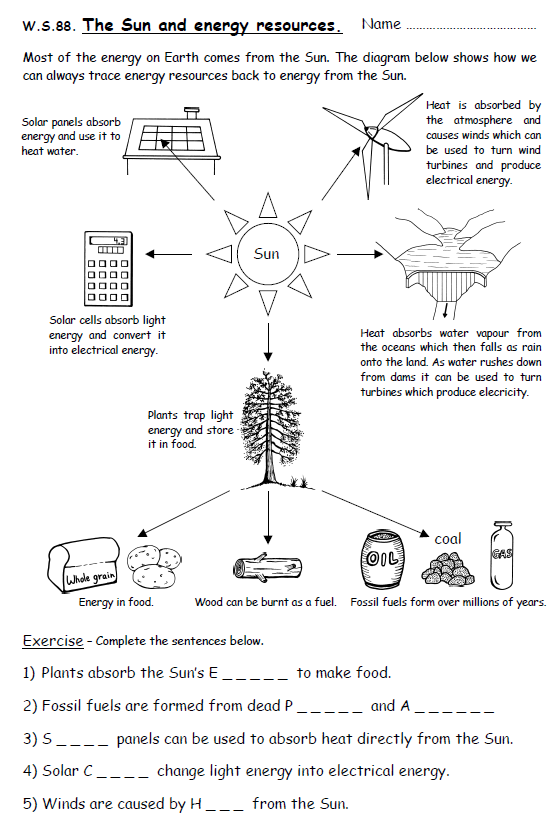 W.S.88. The Sun and energy resources. Name ........................................
Most of the energy on Earth comes from the Sun. The diagram below shows how we
can always trace energy resources back to energy from the Sun.
Solar panels absorb
energy and use it to
heat water.
Heat is absorbed by
the atmosphere and
causes winds which can
be used to turn wind
turbines and produce
electrical energy.
Sun
4.31
Solar cells absorb light
energy and convert it
into electrical energy.
Heat absorbs water vapour from
the oceans which then falls as rain
onto the land. As water rushes down
from dams it can be used to turn
turbines which produce elecricity.
Plants trap light
energy and store
it in food.
Whole grain
OIL
coal
GAS
Energy in food.
Wood can be burnt as a fuel.
Fossil fuels form over millions of years.
Exercise – Complete the sentences below.
1) Plants absorb the Sun's E _ _ _ _ _ to make food.
2) Fossil fuels are formed from dead P _ _ _ _ _ and A _ _ _ _ _ _
3) S _ _ _ _ panels can be used to absorb heat directly from the Sun.
4) Solar C _ _ _ _ change light energy into electrical energy.
5) Winds are caused by H _ _ _ from the Sun.